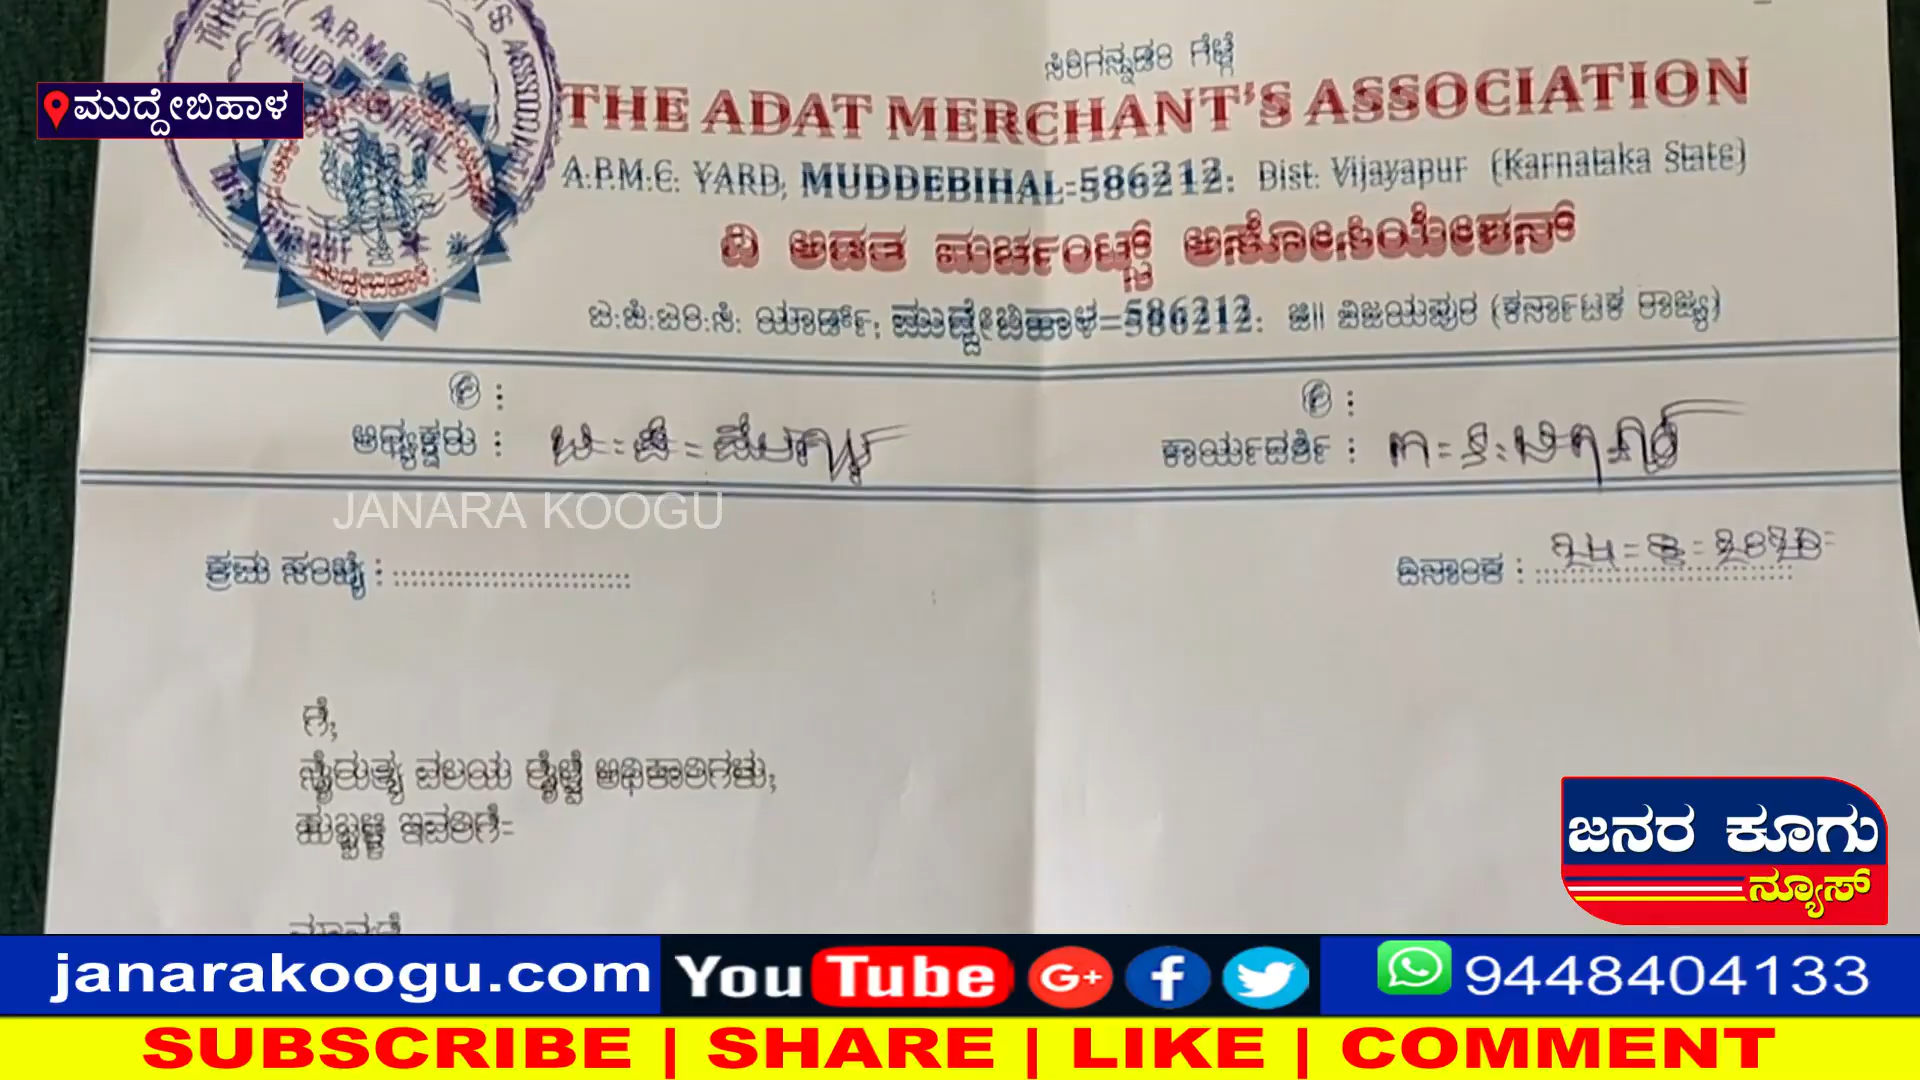 ಮುದ್ದೇಬಿಹಾಳ
ಸಿರಿಗನ್ನಡಂ ಗೆಲ್ಗೆ
THE ADAT MERCHANT'S ASSOCIATION
A.P.M.C. YARD, MUDDEBIHAL-586212. Dist. Vijayapur (Karnataka State)
ದಿ ಅಡತ ಮರ್ಚಂಟ್ಸ್ ಅಸೋಸಿಯೇಶನ್
ಎ.ಪಿ.ಎಂ.ಸಿ. ಯಾರ್ಡ್, ಮುದ್ದೇಬಿಹಾಳ-586212. ಜಿ॥ ವಿಜಯಪುರ (ಕರ್ನಾಟಕ ರಾಜ್ಯ)
ಅಧ್ಯಕ್ಷರು :
ಕಾರ್ಯದರ್ಶಿ :
JANARA KOOGU
ಕ್ರಮ ಸಂಖ್ಯೆ :
ದಿನಾಂಕ :
ಗೆ,
ನೈರುತ್ಯ ವಲಯ ರೈಲ್ವೆ ಅಧಿಕಾರಿಗಳು,
ಹುಬ್ಬಳ್ಳಿ ಇವರಿಗೆ-
ಜನರ ಕೂಗು
ನ್ಯೂಸ್
janarakoogu.com YouTube G+ f 9448404133
SUBSCRIBE | SHARE | LIKE | COMMENT